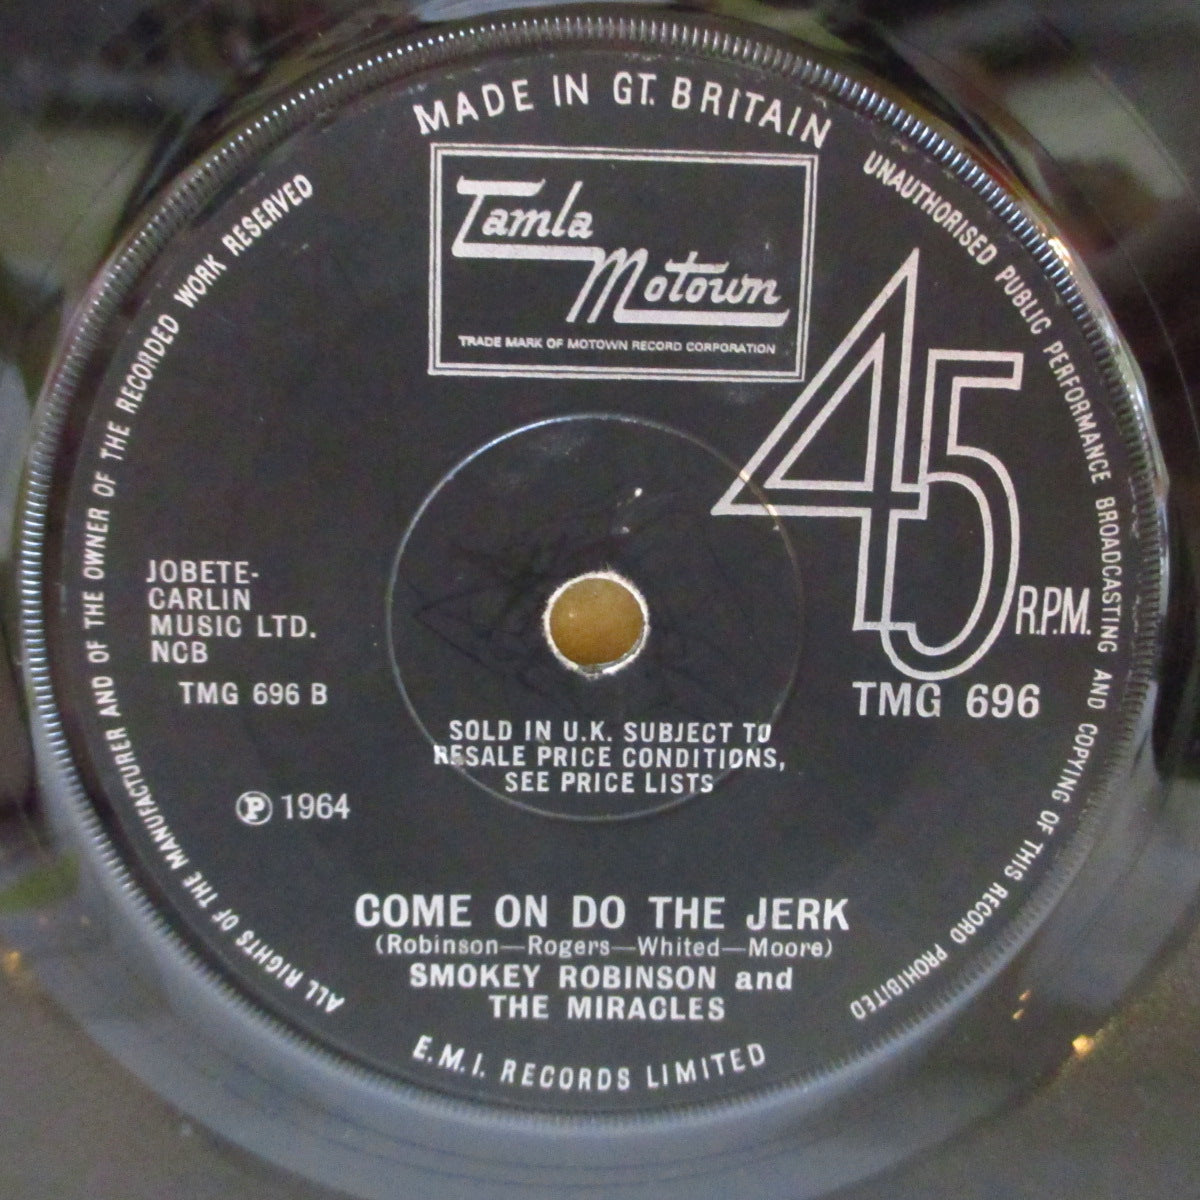 MADE IN GT. BRITAIN
Tamla
Motown
TRADE MARK OF MOTOWN RECORD CORPORATION
ALL RIGHTS OF THE MANUFACTURER AND OF THE OWNER OF THE RECORDED WORK RESERVED
UNAUTHORISED PUBLIC PERFORMANCE BROADCASTING AND COPYING OF THIS RECORD PROHIBITED
45 R.P.M.
TMG 696
JOBETE-
CARLIN
MUSIC LTD.
NCB
TMG 696 B
SOLD IN U.K. SUBJECT TO
RESALE PRICE CONDITIONS,
SEE PRICE LISTS
℗ 1964
COME ON DO THE JERK
(Robinson—Rogers—Whited—Moore)
SMOKEY ROBINSON and
THE MIRACLES
E.M.I. RECORDS LIMITED